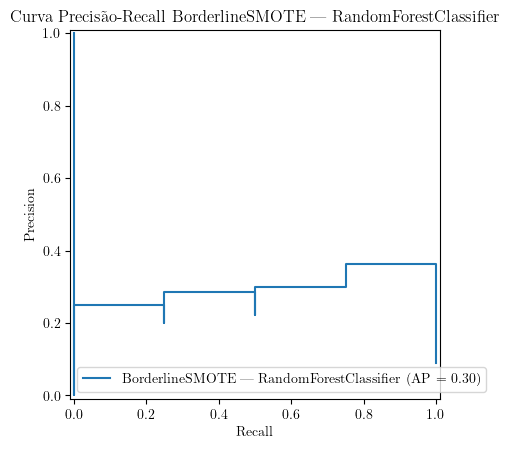 Curva Precisão-Recall BorderlineSMOTE — RandomForestClassifier
1.0
0.8
0.6
0.4
0.2
0.0
Precision
BorderlineSMOTE — RandomForestClassifier (AP = 0.30)
0.0 0.2 0.4 0.6 0.8 1.0
Recall